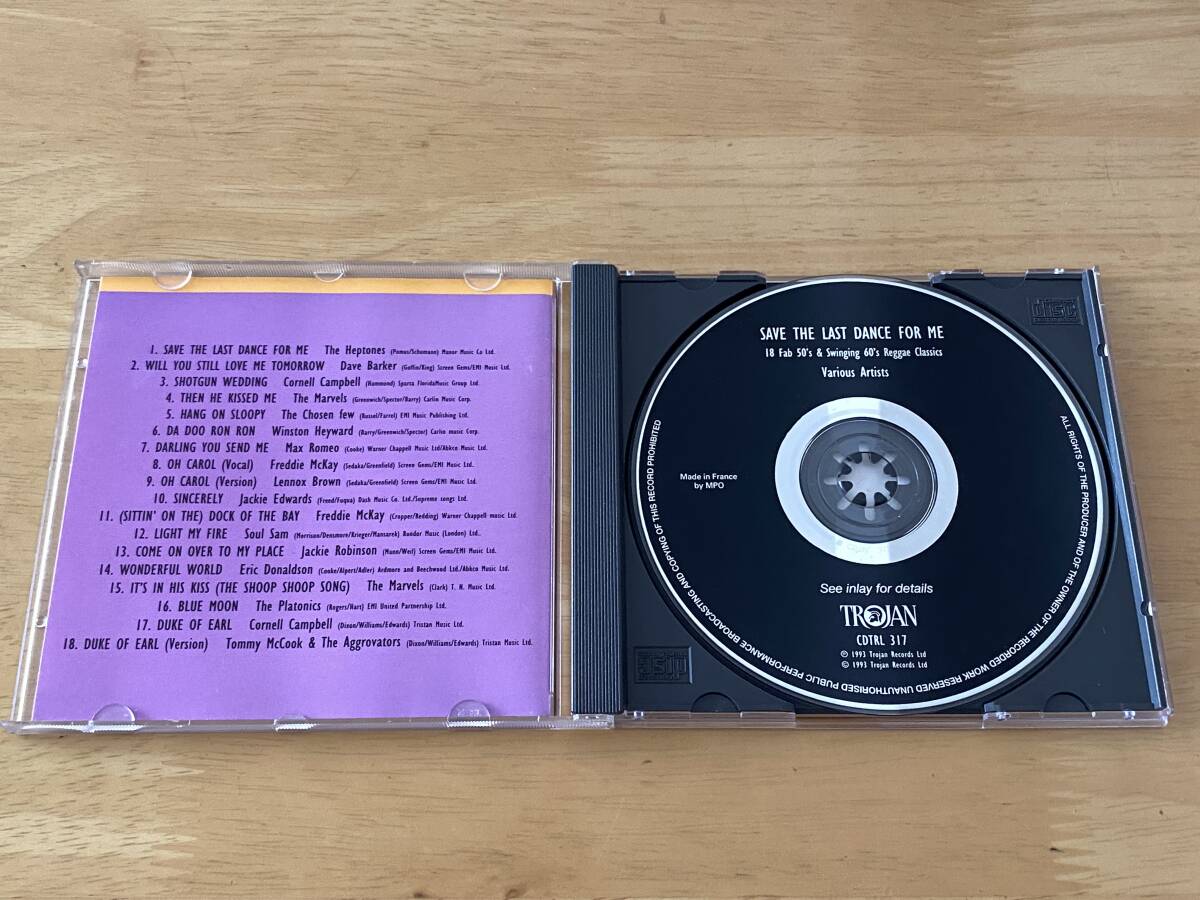 1. SAVE THE LAST DANCE FOR ME The Heptones (Pomus/Schumann) Manor Music Co Ltd.
2. WILL YOU STILL LOVE ME TOMORROW Dave Barker (Goffin/King) Screen Gems/EMI Music Ltd.
3. SHOTGUN WEDDING Cornell Campbell (Hammond) Sparta FloridaMusic Group Ltd.
4. THEN HE KISSED ME The Marvels (Greenwich/Spector/Barry) Carlin Music Corp.
5. HANG ON SLOOPY The Chosen few (Russel/Farrel) EMI Music Publishing Ltd.
6. DA DOO RON RON Winston Heyward (Barry/Greenwich/Spector) Carlin music Corp.
7. DARLING YOU SEND ME Max Romeo (Cooke) Warner Chappell Music Ltd/Abkco Music Ltd.
8. OH CAROL (Vocal) Freddie McKay (Sedaka/Greenfield) Screen Gems/EMI Music Ltd.
9. OH CAROL (Version) Lennox Brown (Sedaka/Greenfield) Screen Gems/EMI Music Ltd.
10. SINCERELY Jackie Edwards (Freed/Fuqua) Dash Music Co. Ltd./Supreme songs Ltd.
11. (SITTIN' ON THE) DOCK OF THE BAY Freddie McKay (Cropper/Redding) Warner Chappell music Ltd.
12. LIGHT MY FIRE Soul Sam (Morrison/Densmore/Krieger/Manzarek) Rondor Music (London) Ltd.
13. COME ON OVER TO MY PLACE - Jackie Robinson (Mann/Weil) Screen Gems/EMI Music Ltd.
14. WONDERFUL WORLD Eric Donaldson (Cooke/Alpert/Adler) Ardmore and Beechwood Ltd/Abkco Music Ltd.
15. IT'S IN HIS KISS (THE SHOOP SHOOP SONG) The Marvels (Clark) T. M. Music Ltd.
16. BLUE MOON The Platonics (Rogers/Hart) EMI United Partnership Ltd.
17. DUKE OF EARL Cornell Campbell (Dixon/Williams/Edwards) Tristan Music Ltd.
18. DUKE OF EARL (Version) Tommy McCook & The Aggrovators (Dixon/Williams/Edwards) Tristan Music Ltd.
SAVE THE LAST DANCE FOR ME
18 Fab 50's & Swinging 60's Reggae Classics
Various Artists
Made in France
by MPO
See inlay for details
TROJAN
CDTRL 317
℗ 1993 Trojan Records Ltd
© 1993 Trojan Records Ltd
ALL RIGHTS OF THE PRODUCER AND OF THE OWNER OF THE RECORDED WORK RESERVED UNAUTHORISED PUBLIC PERFORMANCE BROADCASTING AND COPYING OF THIS RECORD PROHIBITED
disc
disc